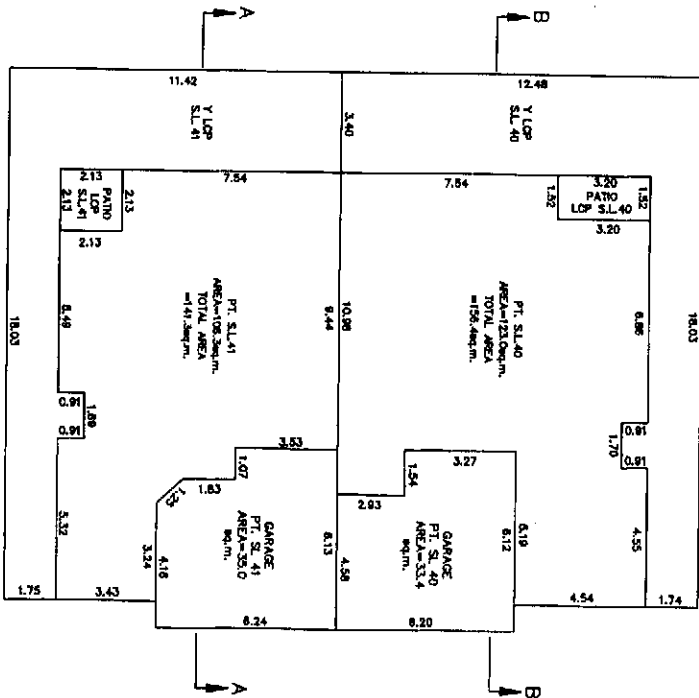 A
B
11.42
12.48
Y LCP
S.L. 41
3.40
Y LCP
S.L. 40
2.13
7.54
7.54
3.20
1.52
2.13
PATIO
LCP
S.L.41
2.13
1.52
PATIO
LCP S.L.40
2.13
3.20
18.03
PT. S.L.41
AREA=106.3sq.m.
TOTAL AREA
=141.3sq.m.
9.44
10.98
PT. S.L.40
AREA=123.0sq.m.
TOTAL AREA
=156.4sq.m.
6.86
18.03
0.91
1.89
0.91
0.91
1.70
0.91
3.53
1.07
1.83
1.25
3.27
1.54
2.93
5.32
3.24
4.16
GARAGE
PT. SL 41
AREA=35.0
sq.m.
6.13
4.58
GARAGE
PT. SL 40
AREA=33.4
sq.m.
6.12
6.19
4.55
1.75
3.43
6.24
6.20
4.54
1.74
A
B